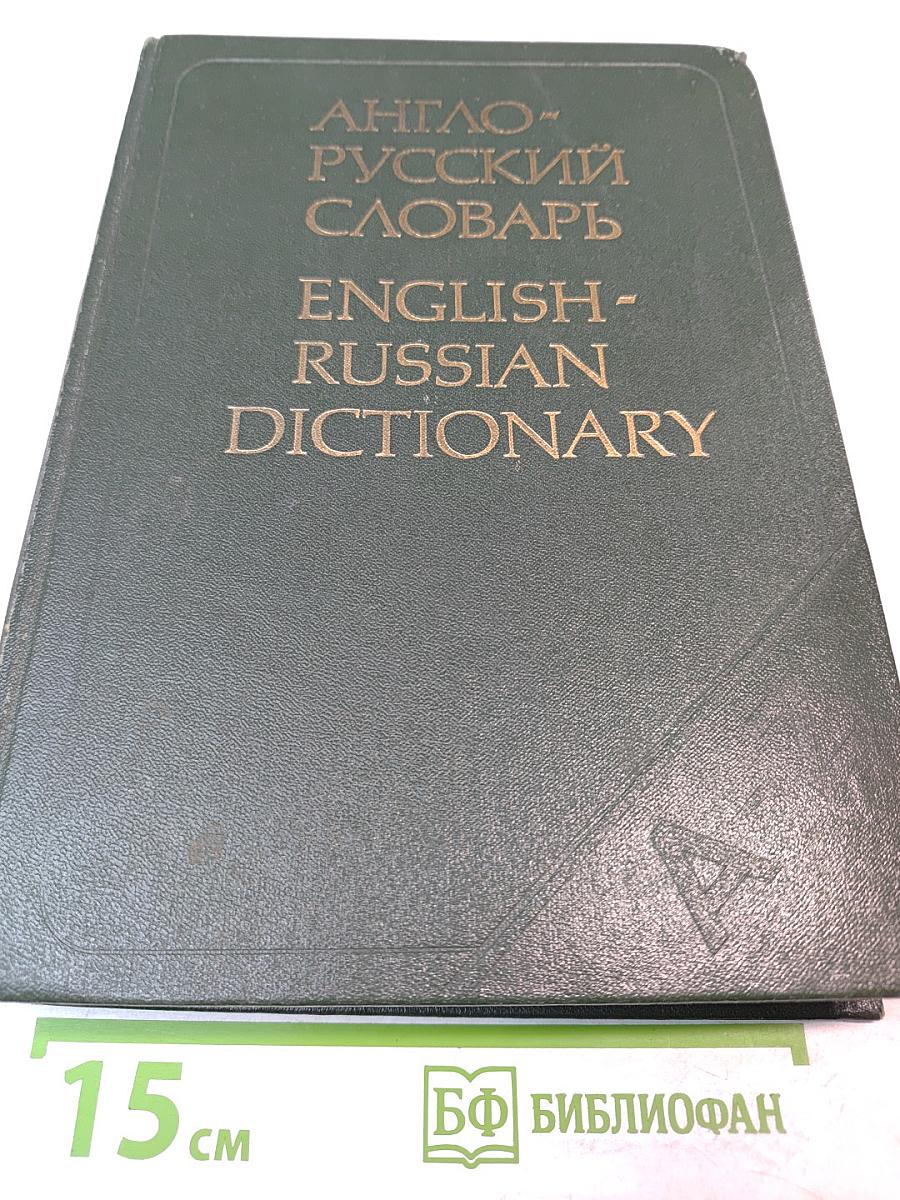 АНГЛО-
РУССКИЙ
СЛОВАРЬ
ENGLISH-
RUSSIAN
DICTIONARY
A
15 см
БФ БИБЛИОФАН